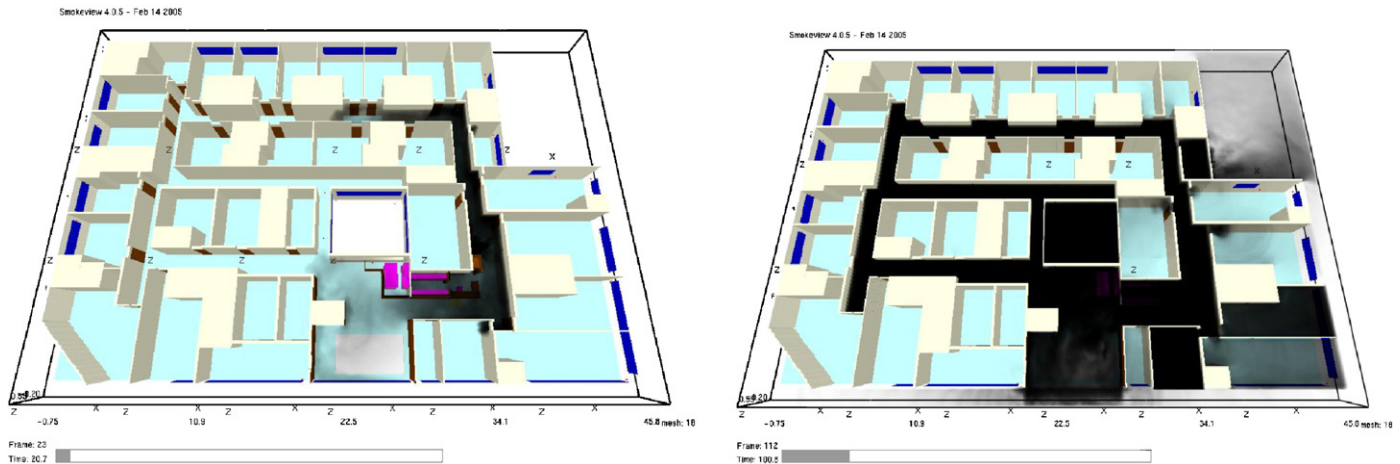 Smokeview 4.0.5 - Feb 14 2005
Z Z Z Z Z
X
Z Z Z Z
Z X Z X Z X Z X Z X
-0.75 10.9 22.5 34.1 45.8 mesh: 18
Frame: 23
Time: 20.7
Smokeview 4.0.5 - Feb 14 2005
Z Z Z
X
Z Z
Z X Z X Z X Z X Z X
-0.75 10.9 22.5 34.1 45.8 mesh: 18
Frame: 112
Time: 100.8